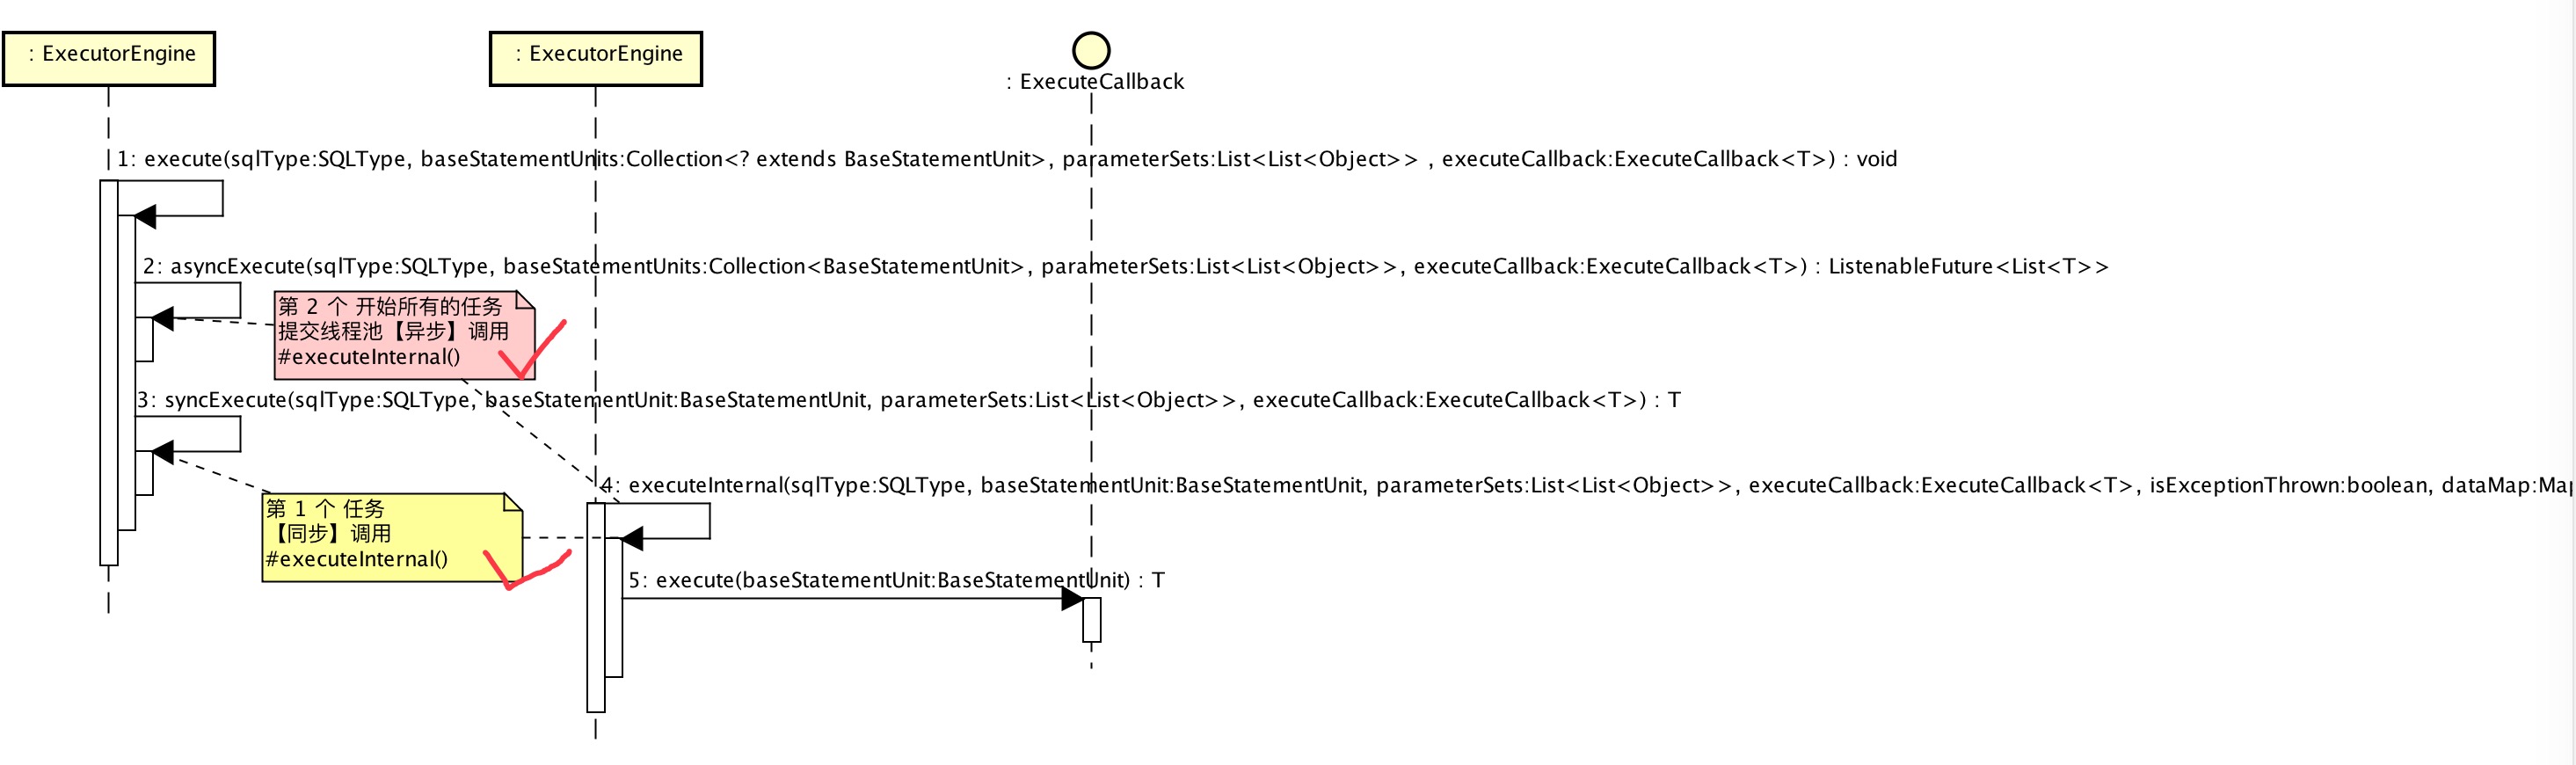 : ExecutorEngine
: ExecutorEngine
: ExecuteCallback
1: execute(sqlType:SQLType, baseStatementUnits:Collection<? extends BaseStatementUnit>, parameterSets:List<List<Object>> , executeCallback:ExecuteCallback<T>) : void
2: asyncExecute(sqlType:SQLType, baseStatementUnits:Collection<BaseStatementUnit>, parameterSets:List<List<Object>>, executeCallback:ExecuteCallback<T>) : ListenableFuture<List<T>>
第 2 个 开始所有的任务
提交线程池【异步】调用
#executeInternal()
3: syncExecute(sqlType:SQLType, baseStatementUnit:BaseStatementUnit, parameterSets:List<List<Object>>, executeCallback:ExecuteCallback<T>) : T
4: executeInternal(sqlType:SQLType, baseStatementUnit:BaseStatementUnit, parameterSets:List<List<Object>>, executeCallback:ExecuteCallback<T>, isExceptionThrown:boolean, dataMap:Map
第 1 个 任务
【同步】调用
#executeInternal()
5: execute(baseStatementUnit:BaseStatementUnit) : T